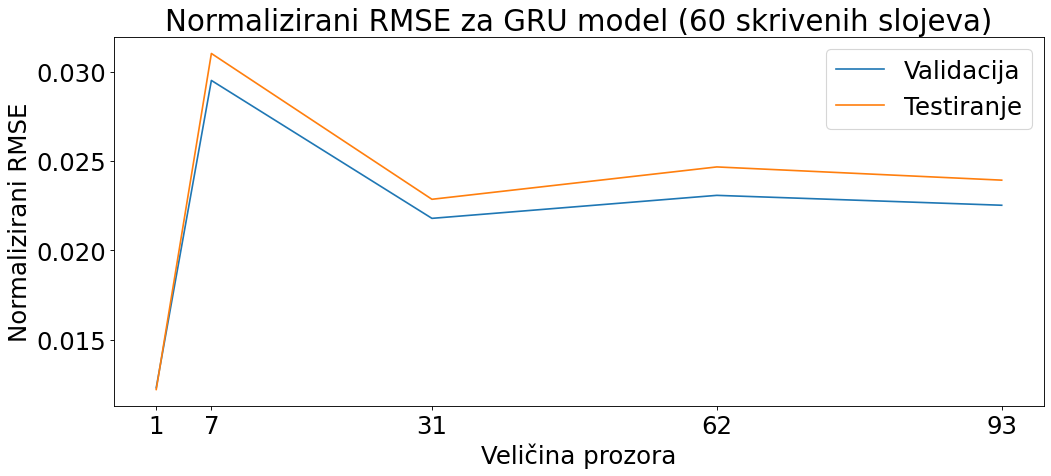 Normalizirani RMSE za GRU model (60 skrivenih slojeva)
Normalizirani RMSE
0.030
0.025
0.020
0.015
Validacija
Testiranje
1 7 31 62 93
Veličina prozora